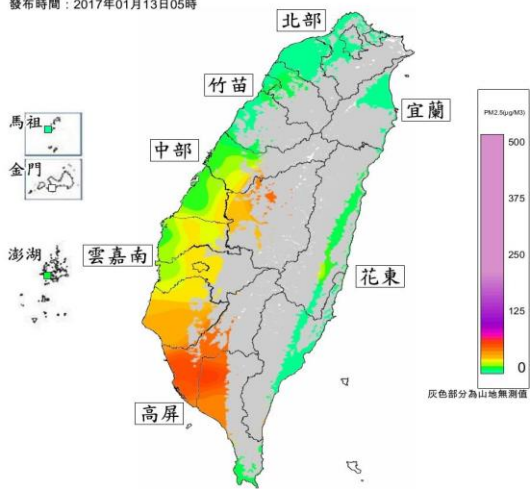 發布時間：2017年01月13日05時
北部
竹苗
宜蘭
馬祖
中部
金門
澎湖
雲嘉南
花東
高屏
PM2.5(μg/M3)
500
375
250
125
0
灰色部分為山地無測值